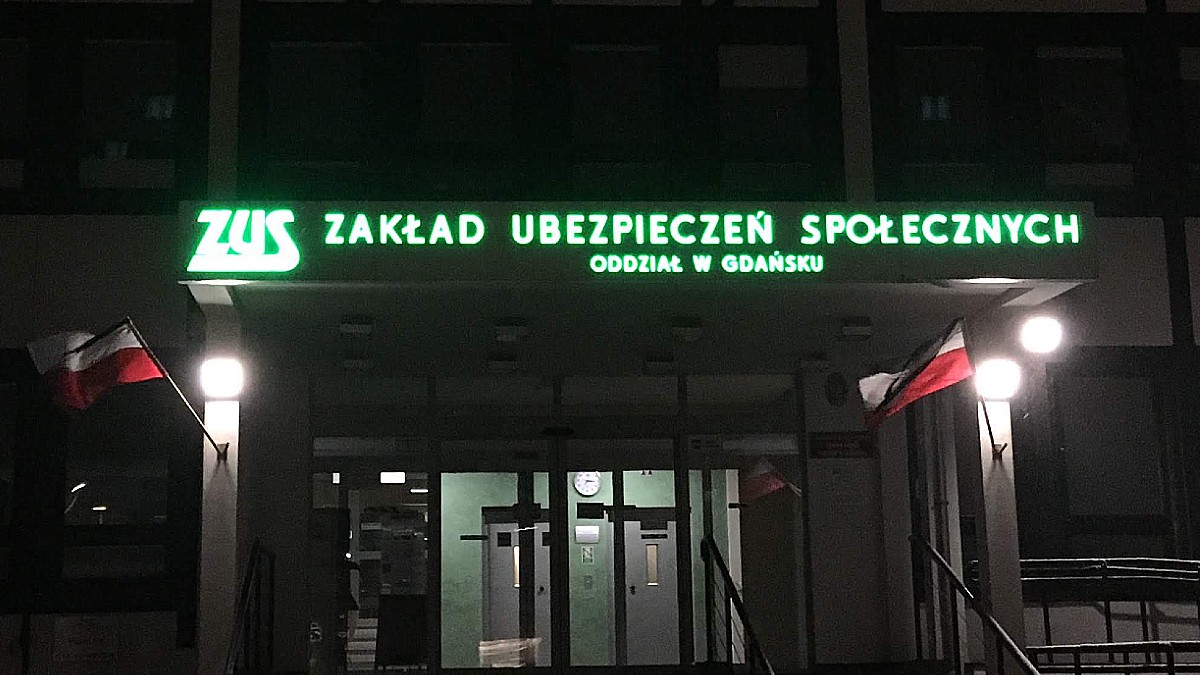 ZUS ZAKŁAD UBEZPIECZEŃ SPOŁECZNYCH
ODDZIAŁ W GDAŃSKU